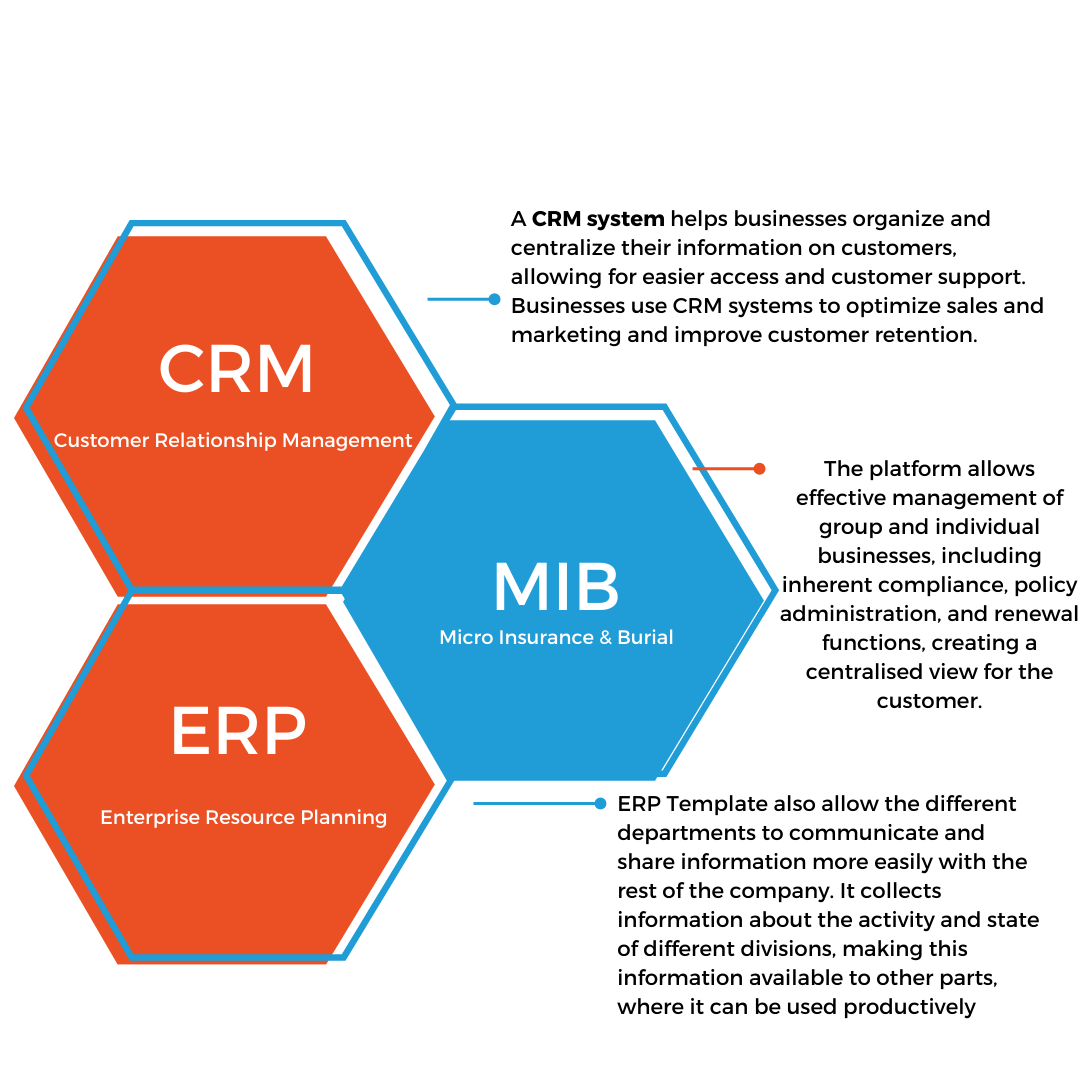 A CRM system helps businesses organize and
centralize their information on customers,
allowing for easier access and customer support.
Businesses use CRM systems to optimize sales and
marketing and improve customer retention.
CRM
Customer Relationship Management
The platform allows
effective management of
group and individual
businesses, including
inherent compliance, policy
administration, and renewal
functions, creating a
centralised view for the
customer.
MIB
Micro Insurance & Burial
ERP
Enterprise Resource Planning
ERP Template also allow the different
departments to communicate and
share information more easily with the
rest of the company. It collects
information about the activity and state
of different divisions, making this
information available to other parts,
where it can be used productively